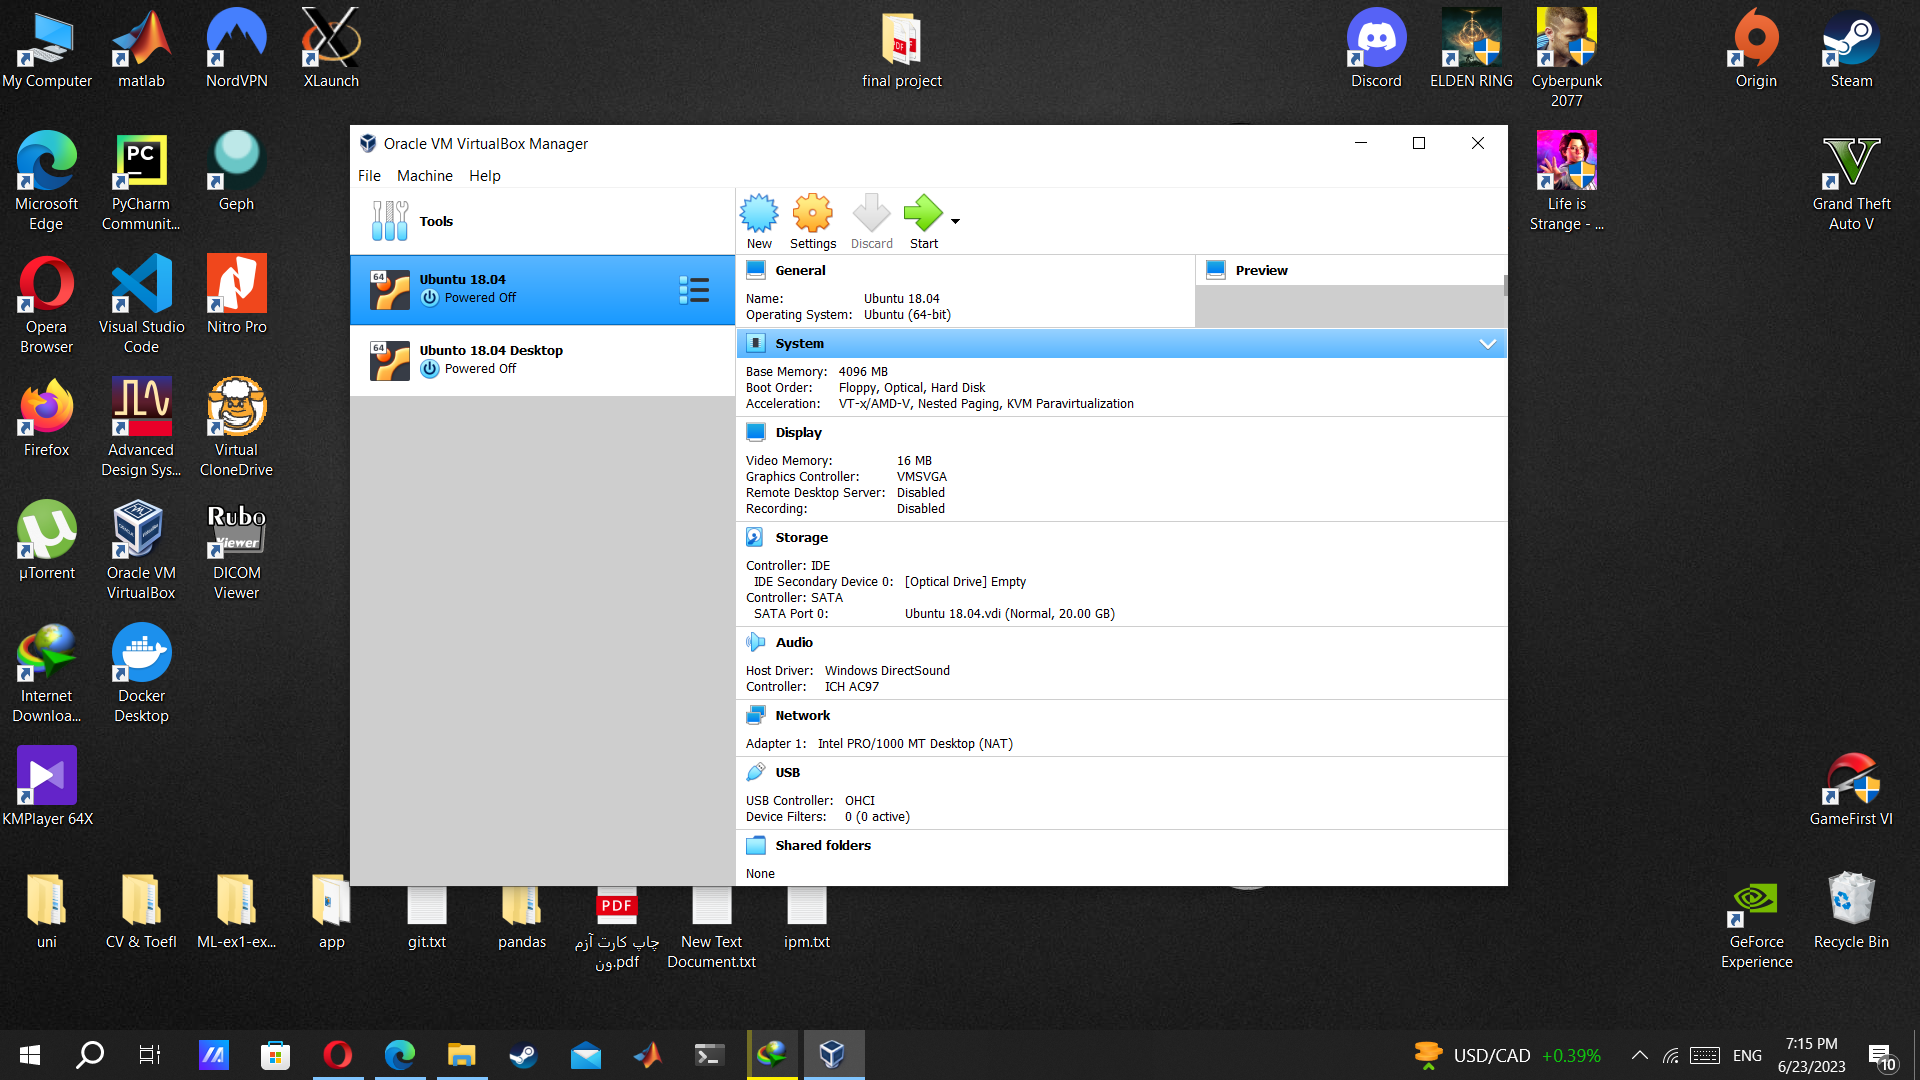 My Computer
matlab
NordVPN
XLaunch
final project
Discord
ELDEN RING
Cyberpunk
2077
Origin
Steam
Microsoft
Edge
PC
PyCharm
Communit...
Geph
Life is
Strange - ...
Grand Theft
Auto V
Opera
Browser
Visual Studio
Code
Nitro Pro
Firefox
Advanced
Design Sys...
Virtual
CloneDrive
µTorrent
Oracle VM
VirtualBox
Rubo
Viewer
DICOM
Viewer
Internet
Downloa...
Docker
Desktop
KMPlayer 64X
GameFirst VI
Oracle VM VirtualBox Manager
File
Machine
Help
Tools
New
Settings
Discard
Start
64
Ubuntu 18.04
Powered Off
64
Ubunto 18.04 Desktop
Powered Off
General
Name: Ubuntu 18.04
Operating System: Ubuntu (64-bit)
Preview
System
Base Memory: 4096 MB
Boot Order: Floppy, Optical, Hard Disk
Acceleration: VT-x/AMD-V, Nested Paging, KVM Paravirtualization
Display
Video Memory: 16 MB
Graphics Controller: VMSVGA
Remote Desktop Server: Disabled
Recording: Disabled
Storage
Controller: IDE
IDE Secondary Device 0: [Optical Drive] Empty
Controller: SATA
SATA Port 0: Ubuntu 18.04.vdi (Normal, 20.00 GB)
Audio
Host Driver: Windows DirectSound
Controller: ICH AC97
Network
Adapter 1: Intel PRO/1000 MT Desktop (NAT)
USB
USB Controller: OHCI
Device Filters: 0 (0 active)
Shared folders
None
uni
CV & Toefl
ML-ex1-ex...
app
git.txt
pandas
PDF
چاپ کارت آزم
ون.pdf
New Text
Document.txt
ipm.txt
GeForce
Experience
Recycle Bin
USD/CAD +0.39%
ENG
7:15 PM
6/23/2023
10